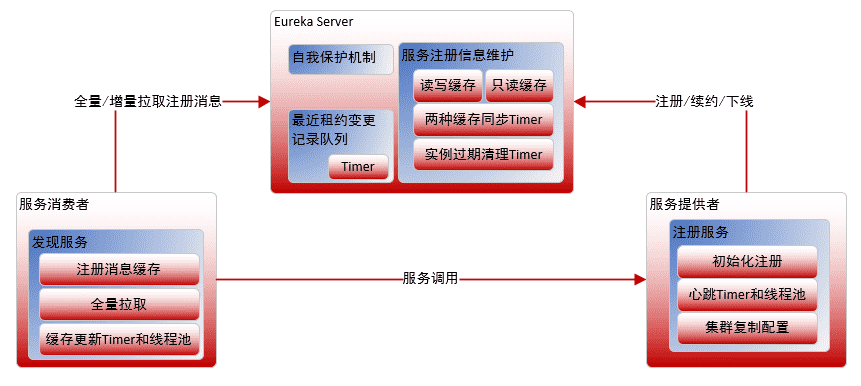 Eureka Server
自我保护机制
服务注册信息维护
读写缓存
只读缓存
两种缓存同步Timer
实例过期清理Timer
最近租约变更
记录队列
Timer
全量/增量拉取注册消息
注册/续约/下线
服务消费者
发现服务
注册消息缓存
全量拉取
缓存更新Timer和线程池
服务调用
服务提供者
注册服务
初始化注册
心跳Timer和线程池
集群复制配置